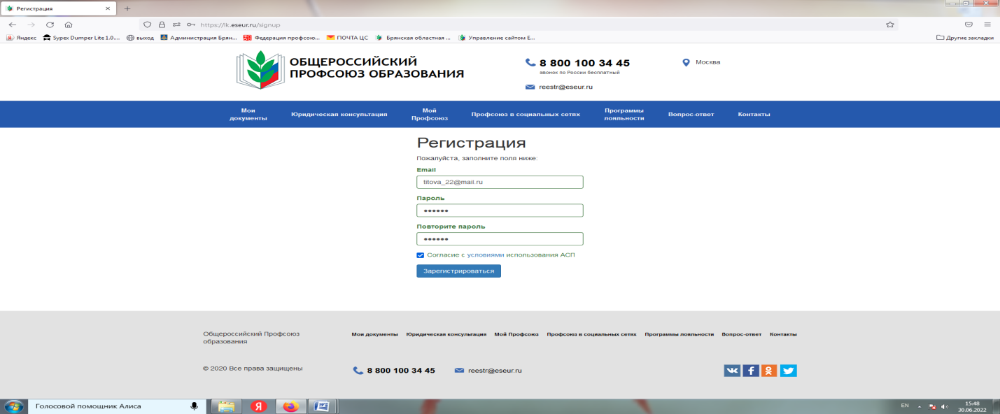 Регистрация
https://lk.eseur.ru/signup
Яндекс Sypex Dumper Lite 1.0.... выход Администрация Брян... Федерация профсою... ПОЧТА ЦС Брянская областная ... Управление сайтом E... Другие закладки
ОБЩЕРОССИЙСКИЙ
ПРОФСОЮЗ ОБРАЗОВАНИЯ
8 800 100 34 45
звонок по России бесплатный
reestr@eseur.ru
Москва
Мои
документы
Юридическая консультация
Мой
Профсоюз
Профсоюз в социальных сетях
Программы
лояльности
Вопрос-ответ
Контакты
Регистрация
Пожалуйста, заполните поля ниже:
Email
titova_22@mail.ru
Пароль
••••••
Повторите пароль
••••••
Согласие с условиями использования АСП
Зарегистрироваться
Общероссийский Профсоюз
образования
Мои документы Юридическая консультация Мой Профсоюз Профсоюз в социальных сетях Программы лояльности Вопрос-ответ Контакты
© 2020 Все права защищены
8 800 100 34 45
reestr@eseur.ru
Голосовой помощник Алиса
EN
15:48
30.06.2022